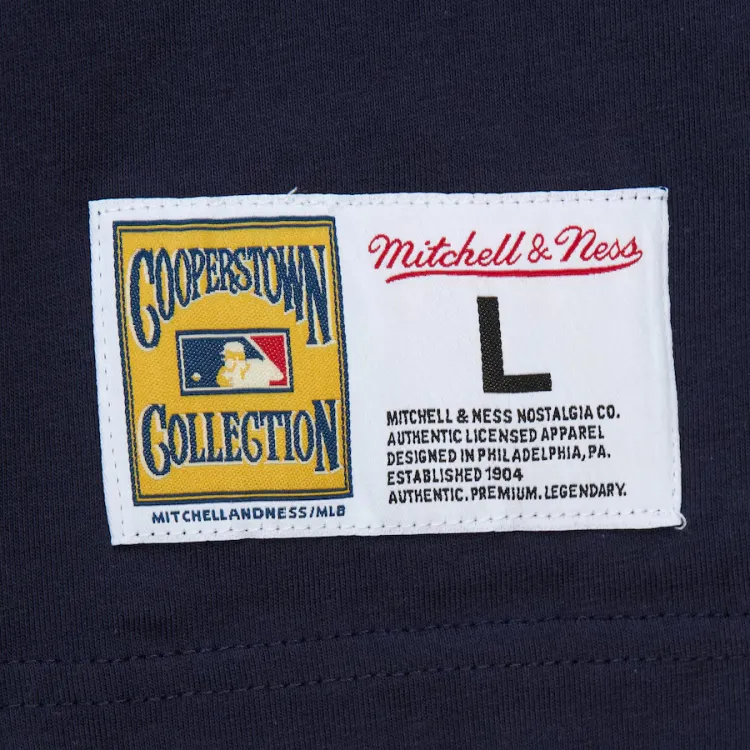 COOPERSTOWN
COLLECTION
MITCHELLANDNESS/MLB
Mitchell & Ness
L
MITCHELL & NESS NOSTALGIA CO.
AUTHENTIC LICENSED APPAREL
DESIGNED IN PHILADELPHIA, PA.
ESTABLISHED 1904
AUTHENTIC. PREMIUM. LEGENDARY.